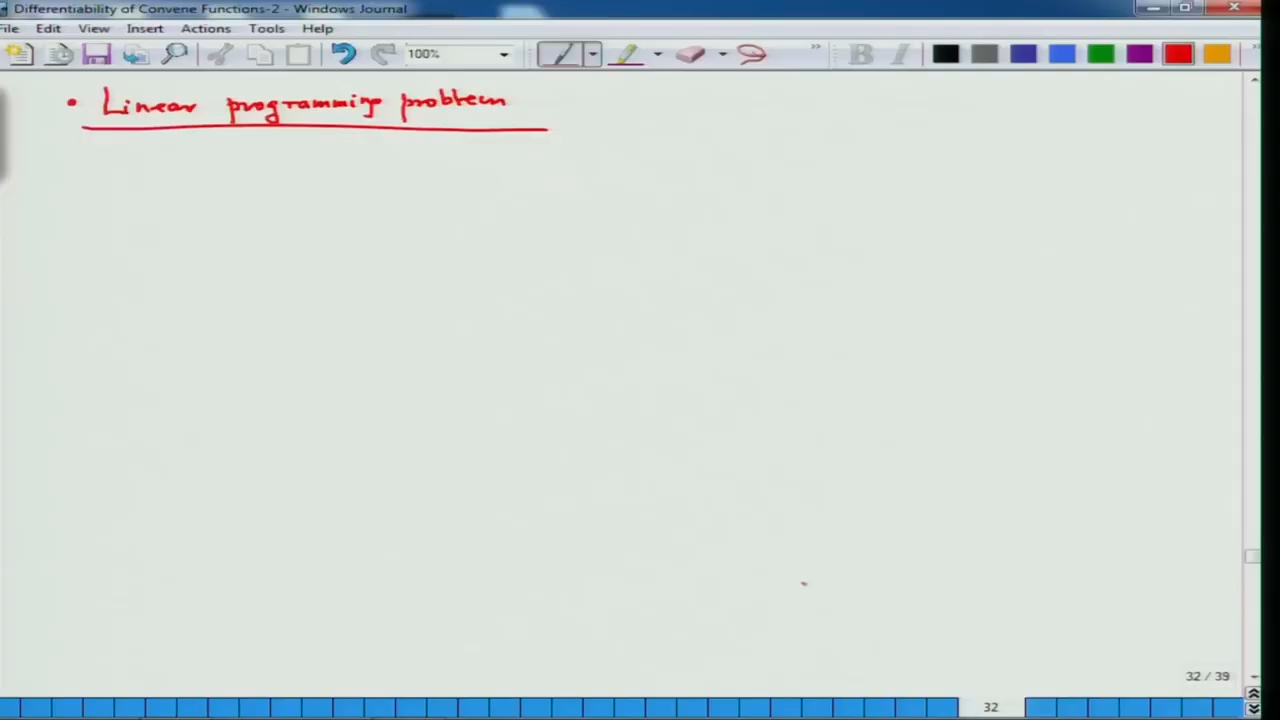 Differentiability of Convene Functions-2 - Windows Journal
File Edit View Insert Actions Tools Help
100%
B I
• Linear programming problem
32 / 39
32